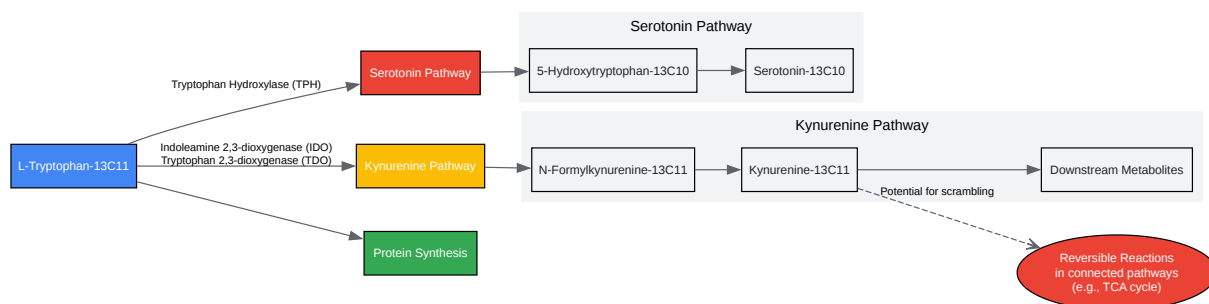 Serotonin Pathway
Tryptophan Hydroxylase (TPH)
Serotonin Pathway
5-Hydroxytryptophan-13C10
Serotonin-13C10
Kynurenine Pathway
L-Tryptophan-13C11
Indoleamine 2,3-dioxygenase (IDO)
Tryptophan 2,3-dioxygenase (TDO)
Kynurenine Pathway
N-Formylkynurenine-13C11
Kynurenine-13C11
Downstream Metabolites
Potential for scrambling
Protein Synthesis
Reversible Reactions
in connected pathways
(e.g., TCA cycle)